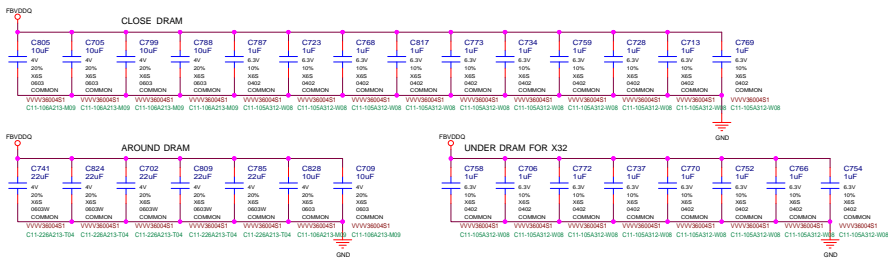 FBVDDQ
CLOSE DRAM
C805 C705 C799 C788 C787 C723 C768 C817 C773 C734 C759 C728 C713 C769
10uF 10uF 10uF 10uF 1uF 1uF 1uF 1uF 1uF 1uF 1uF 1uF 1uF 1uF
4V 4V 4V 4V 6.3V 6.3V 6.3V 6.3V 6.3V 6.3V 6.3V 6.3V 6.3V 6.3V
20% 20% 20% 20% 10% 10% 10% 10% 10% 10% 10% 10% 10% 10%
X6S X6S X6S X6S X6S X6S X6S X6S X6S X6S X6S X6S X6S X6S
0603 0603 0603 0603 0402 0402 0402 0402 0402 0402 0402 0402 0402 0402
COMMON COMMON COMMON COMMON COMMON COMMON COMMON COMMON COMMON COMMON COMMON COMMON COMMON COMMON
VVVV36004S1 VVVV36004S1 VVVV36004S1 VVVV36004S1 VVVV36004S1 VVVV36004S1 VVVV36004S1 VVVV36004S1 VVVV36004S1 VVVV36004S1 VVVV36004S1 VVVV36004S1 VVVV36004S1 VVVV36004S1
C11-106A213-M09 C11-106A213-M09 C11-106A213-M09 C11-106A213-M09 C11-105A312-W08 C11-105A312-W08 C11-105A312-W08 C11-105A312-W08 C11-105A312-W08 C11-105A312-W08 C11-105A312-W08 C11-105A312-W08 C11-105A312-W08 C11-105A312-W08
GND
FBVDDQ FBVDDQ
AROUND DRAM UNDER DRAM FOR X32
C741 C824 C702 C809 C785 C828 C709 C758 C706 C772 C737 C770 C752 C766 C754
22uF 22uF 22uF 22uF 22uF 10uF 10uF 1uF 1uF 1uF 1uF 1uF 1uF 1uF 1uF
4V 4V 4V 4V 4V 4V 4V 6.3V 6.3V 6.3V 6.3V 6.3V 6.3V 6.3V 6.3V
20% 20% 20% 20% 20% 20% 20% 10% 10% 10% 10% 10% 10% 10% 10%
X6S X6S X6S X6S X6S X6S X6S X6S X6S X6S X6S X6S X6S X6S X6S
0603W 0603W 0603W 0603W 0603W 0603 0603 0402 0402 0402 0402 0402 0402 0402 0402
COMMON COMMON COMMON COMMON COMMON COMMON COMMON COMMON COMMON COMMON COMMON COMMON COMMON COMMON COMMON
VVVV36004S1 VVVV36004S1 VVVV36004S1 VVVV36004S1 VVVV36004S1 VVVV36004S1 VVVV36004S1 VVVV36004S1 VVVV36004S1 VVVV36004S1 VVVV36004S1 VVVV36004S1 VVVV36004S1 VVVV36004S1 VVVV36004S1
C11-226A213-T04 C11-226A213-T04 C11-226A213-T04 C11-226A213-T04 C11-226A213-T04 C11-106A213-M09 C11-106A213-M09 C11-105A312-W08 C11-105A312-W08 C11-105A312-W08 C11-105A312-W08 C11-105A312-W08 C11-105A312-W08 C11-105A312-W08 C11-105A312-W08
GND GND